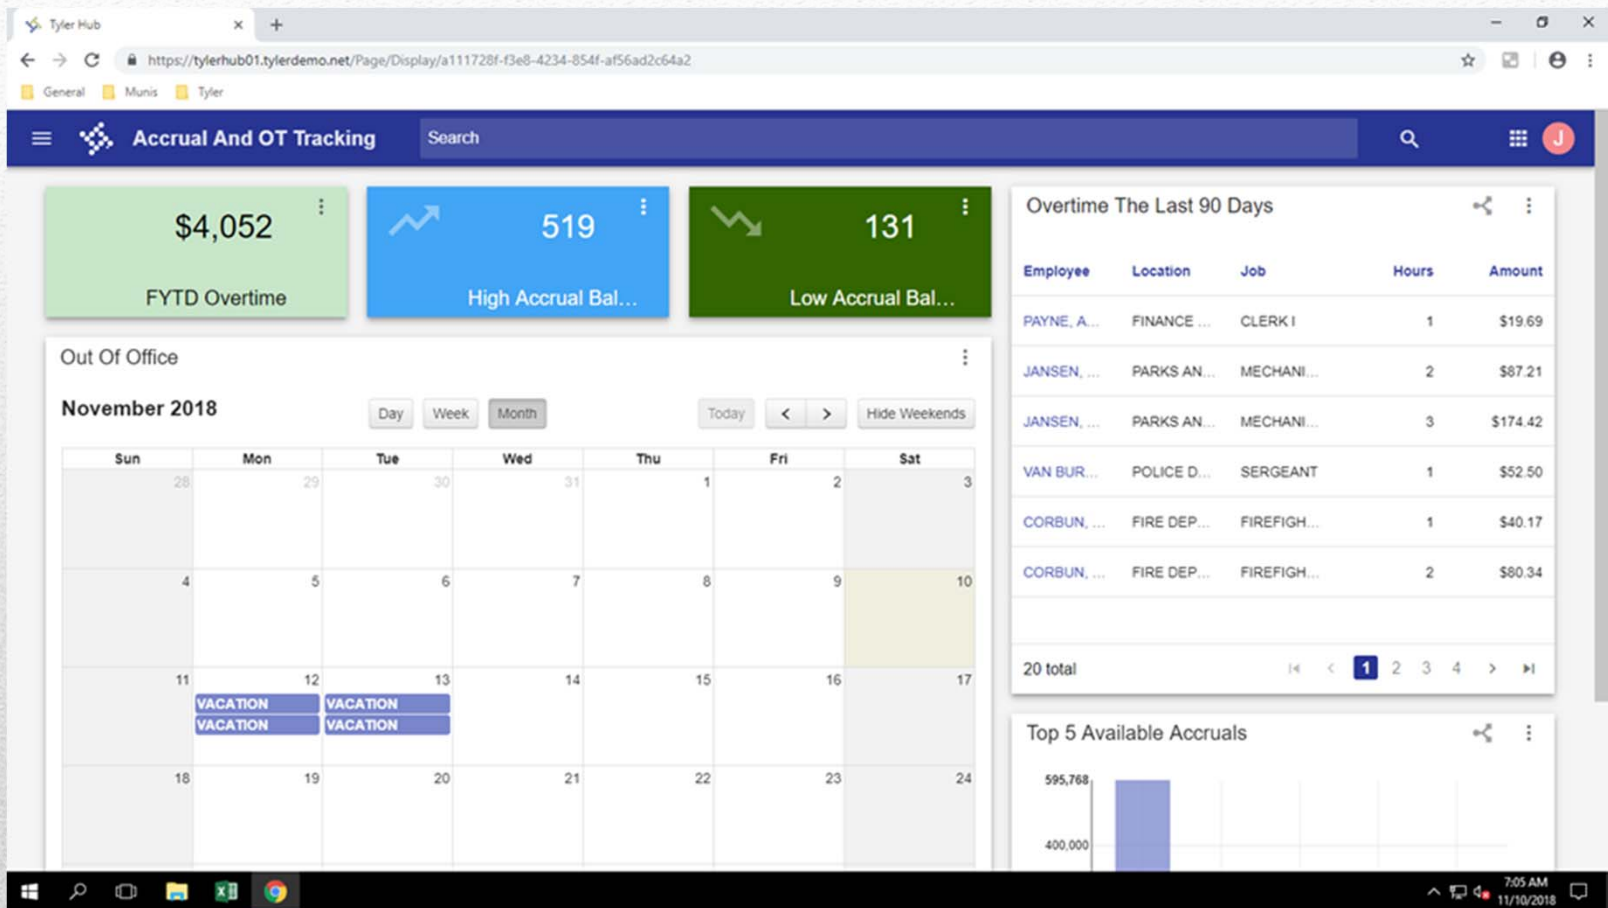 Tyler Hub
https://tylerhub01.tylerdemo.net/Page/Display/a111728f-f3e8-4234-854f-af56ad2c64a2
General Munis Tyler
Accrual And OT Tracking Search J
$4,052
FYTD Overtime
519
High Accrual Bal...
131
Low Accrual Bal...
Out Of Office
November 2018 Day Week Month Today < > Hide Weekends
Sun Mon Tue Wed Thu Fri Sat
28 29 30 31 1 2 3
4 5 6 7 8 9 10
11 12 13 14 15 16 17
VACATION VACATION
VACATION VACATION
18 19 20 21 22 23 24
Overtime The Last 90 Days
Employee Location Job Hours Amount
PAYNE, A... FINANCE ... CLERK I 1 $19.69
JANSEN, ... PARKS AN... MECHANI... 2 $87.21
JANSEN, ... PARKS AN... MECHANI... 3 $174.42
VAN BUR... POLICE D... SERGEANT 1 $52.50
CORBUN, ... FIRE DEP... FIREFIGH... 1 $40.17
CORBUN, ... FIRE DEP... FIREFIGH... 2 $80.34
20 total 1 2 3 4
Top 5 Available Accruals
595,768
400,000
7:05 AM
11/10/2018